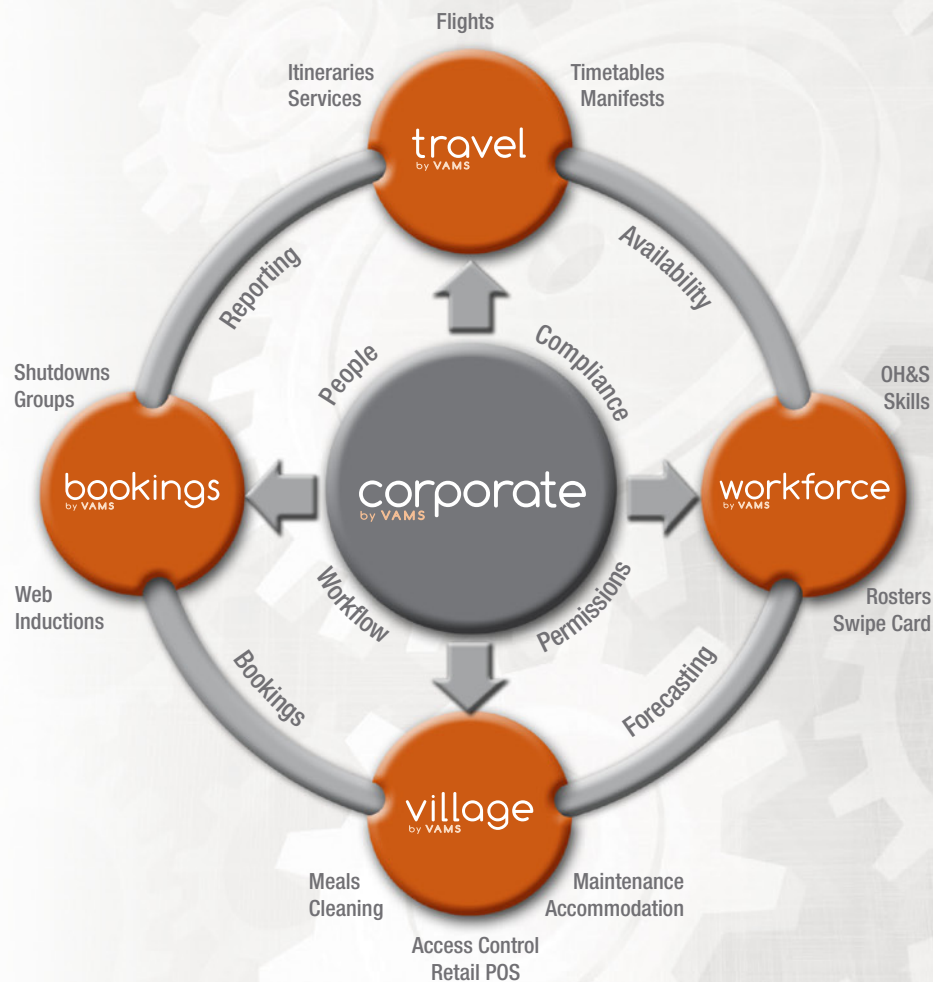 Flights
Itineraries
Services
Timetables
Manifests
travel
by VAMS
Reporting
Availability
People
Compliance
Shutdowns
Groups
OH&S
Skills
bookings
by VAMS
corporate
by VAMS
workforce
by VAMS
Web
Inductions
Workflow
Permissions
Rosters
Swipe Card
Bookings
Forecasting
village
by VAMS
Meals
Cleaning
Maintenance
Accommodation
Access Control
Retail POS